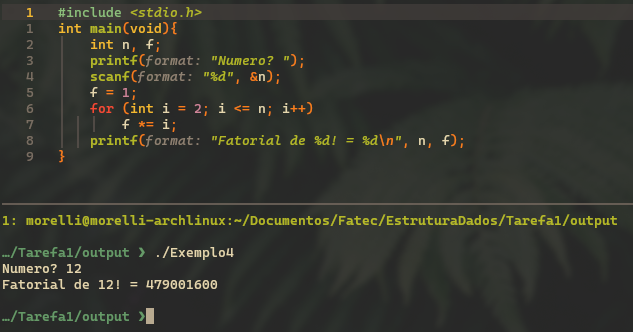 1 #include <stdio.h>
1 int main(void){
2 int n, f;
3 printf(format: "Numero? ");
4 scanf(format: "%d", &n);
5 f = 1;
6 for (int i = 2; i <= n; i++)
7 f *= i;
8 printf(format: "Fatorial de %d! = %d\n", n, f);
9 }
1: morelli@morelli-archlinux:~/Documentos/Fatec/EstruturaDados/Tarefa1/output
…/Tarefa1/output ❯ ./Exemplo4
Numero? 12
Fatorial de 12! = 479001600
…/Tarefa1/output ❯